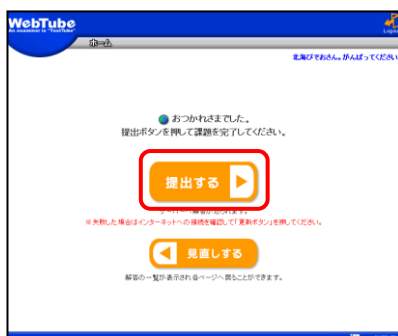 WebTube
Logout
ホーム
北海びでおさん。がんばってください
おつかれさまでした。
提出ボタンを押して課題を完了してください。
提出する
※失敗した場合はインターネットへの接続を確認して「更新ボタン」を押してください。
見直しする
解答の一覧が表示されるページへ戻ることができます。